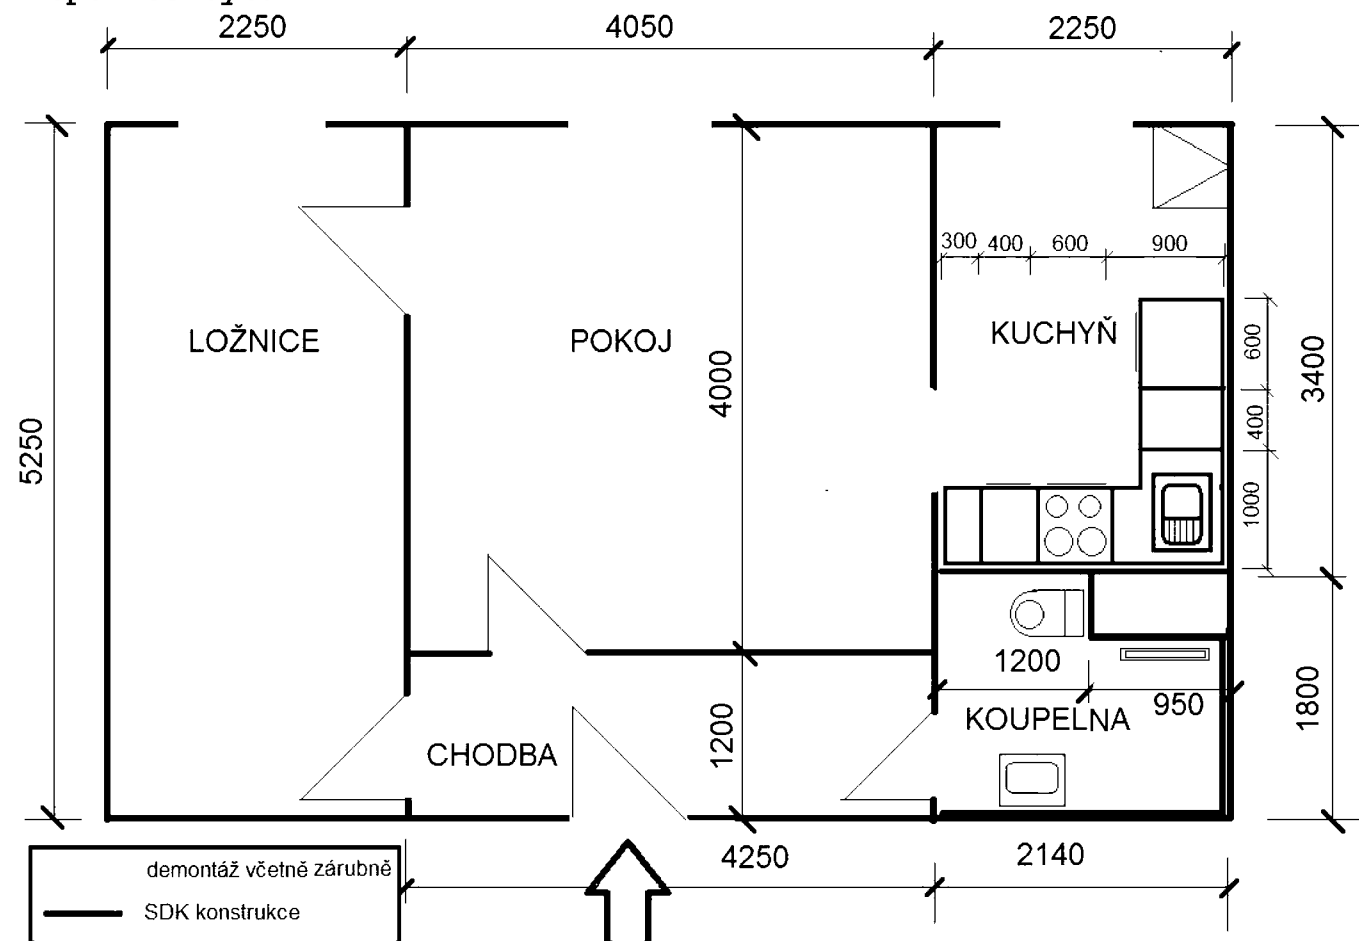 2250 4050 2250
300 400 600 900
LOŽNICE POKOJ KUCHYŇ
5250 4000 600 3400
400
1000
1200 950
1200 KOUPELNA 1800
CHODBA
4250 2140
demontáž včetně zárubně
SDK konstrukce